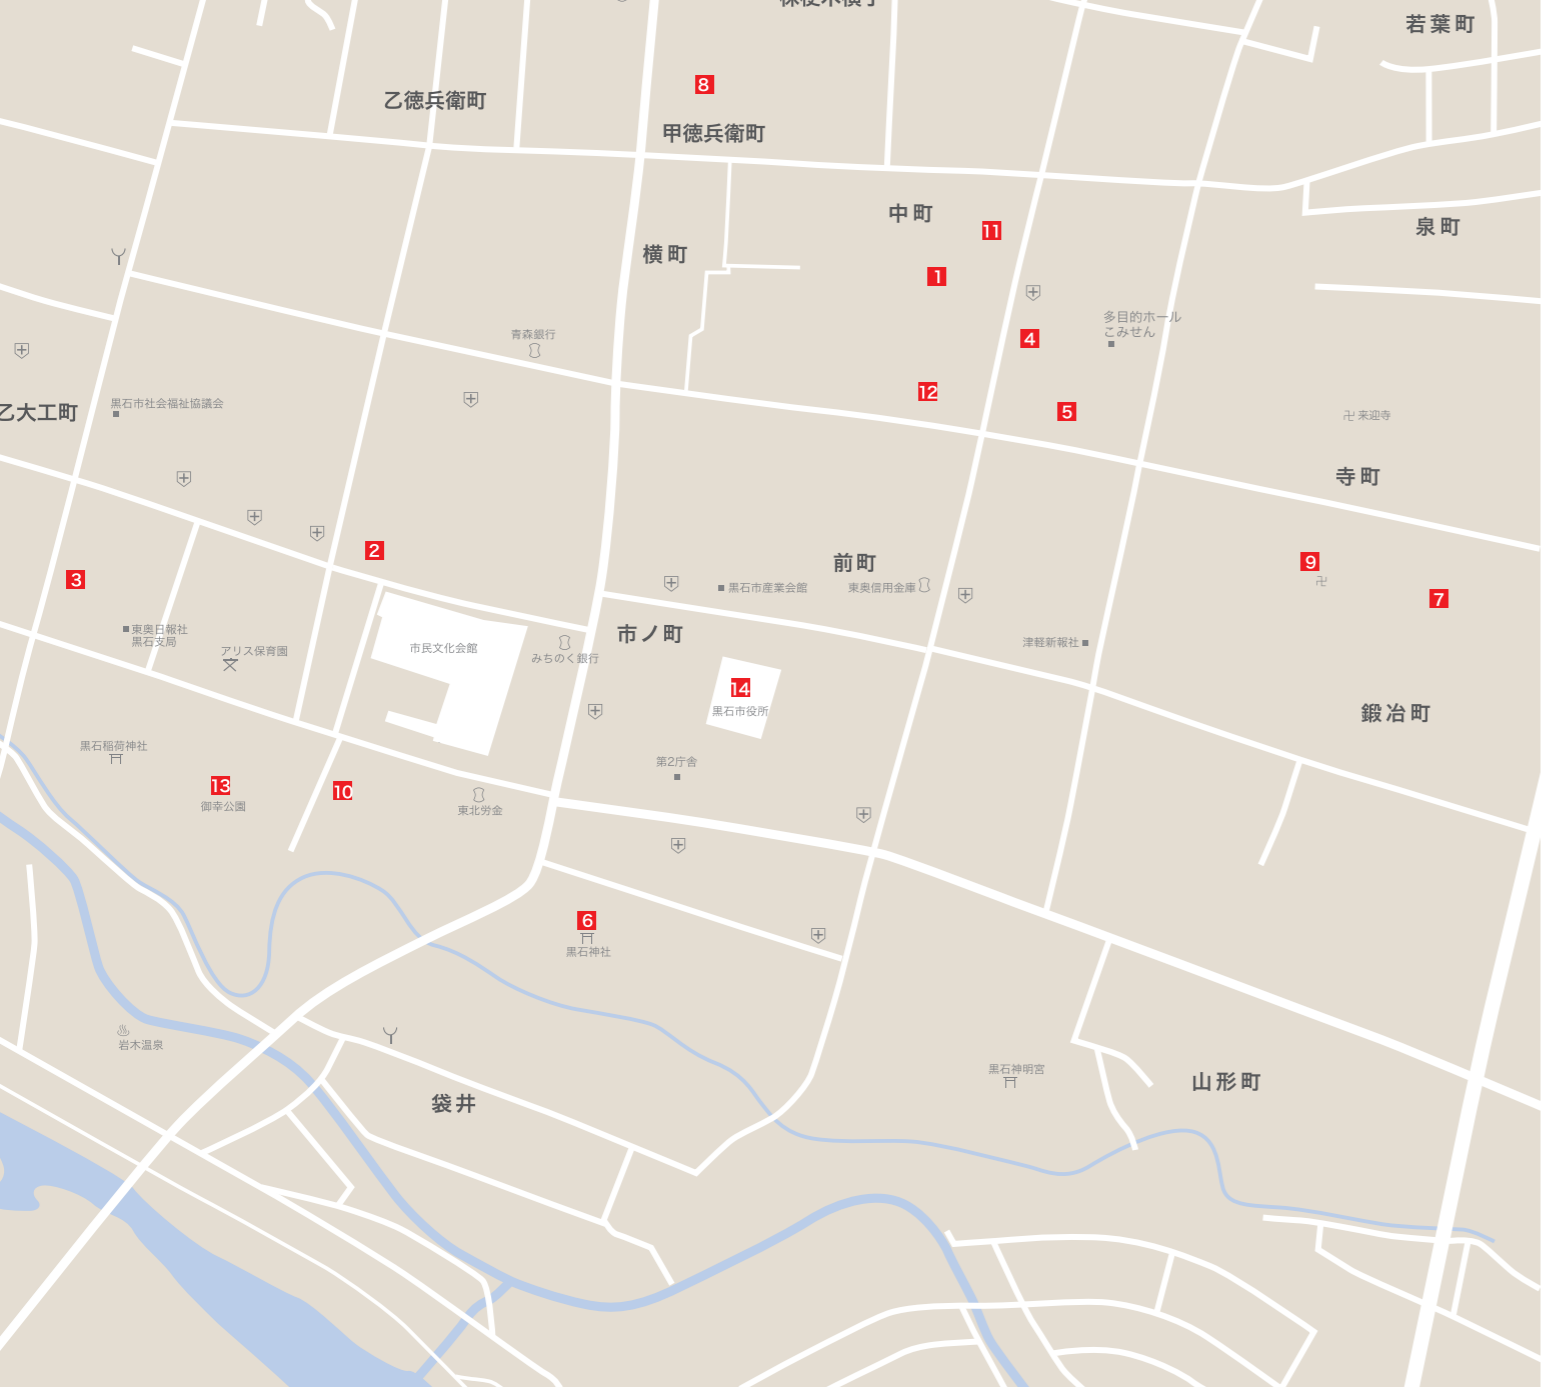 若葉町
8
乙徳兵衛町
甲徳兵衛町
中町
11
泉町
横町
1
多目的ホール
こみせん
青森銀行
4
12
5
黒石市社会福祉協議会
乙大工町
卍 来迎寺
寺町
2
前町
9
卍
3
黒石市産業会館
東奥信用金庫
7
東奥日報社
黒石支局
市ノ町
アリス保育園
市民文化会館
みちのく銀行
津軽新報社
文
14
黒石市役所
鍛冶町
黒石稲荷神社
第2庁舎
13
御幸公園
10
東北労金
6
黒石神社
岩木温泉
黒石神明宮
山形町
袋井